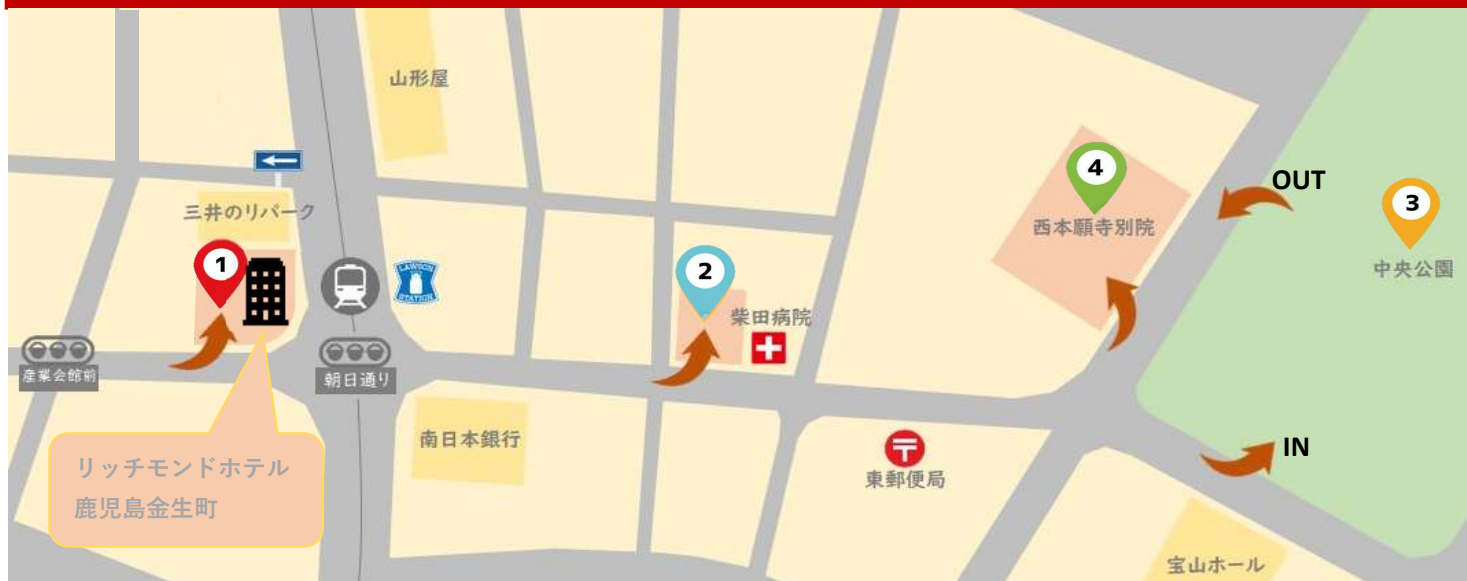 山形屋
三井のリパーク
1
2
3
4
OUT
西本願寺別院
中央公園
LAWSON
STATION
柴田病院
産業会館前
朝日通り
南日本銀行
東郵便局
IN
リッチモンドホテル
鹿児島金生町
宝山ホール